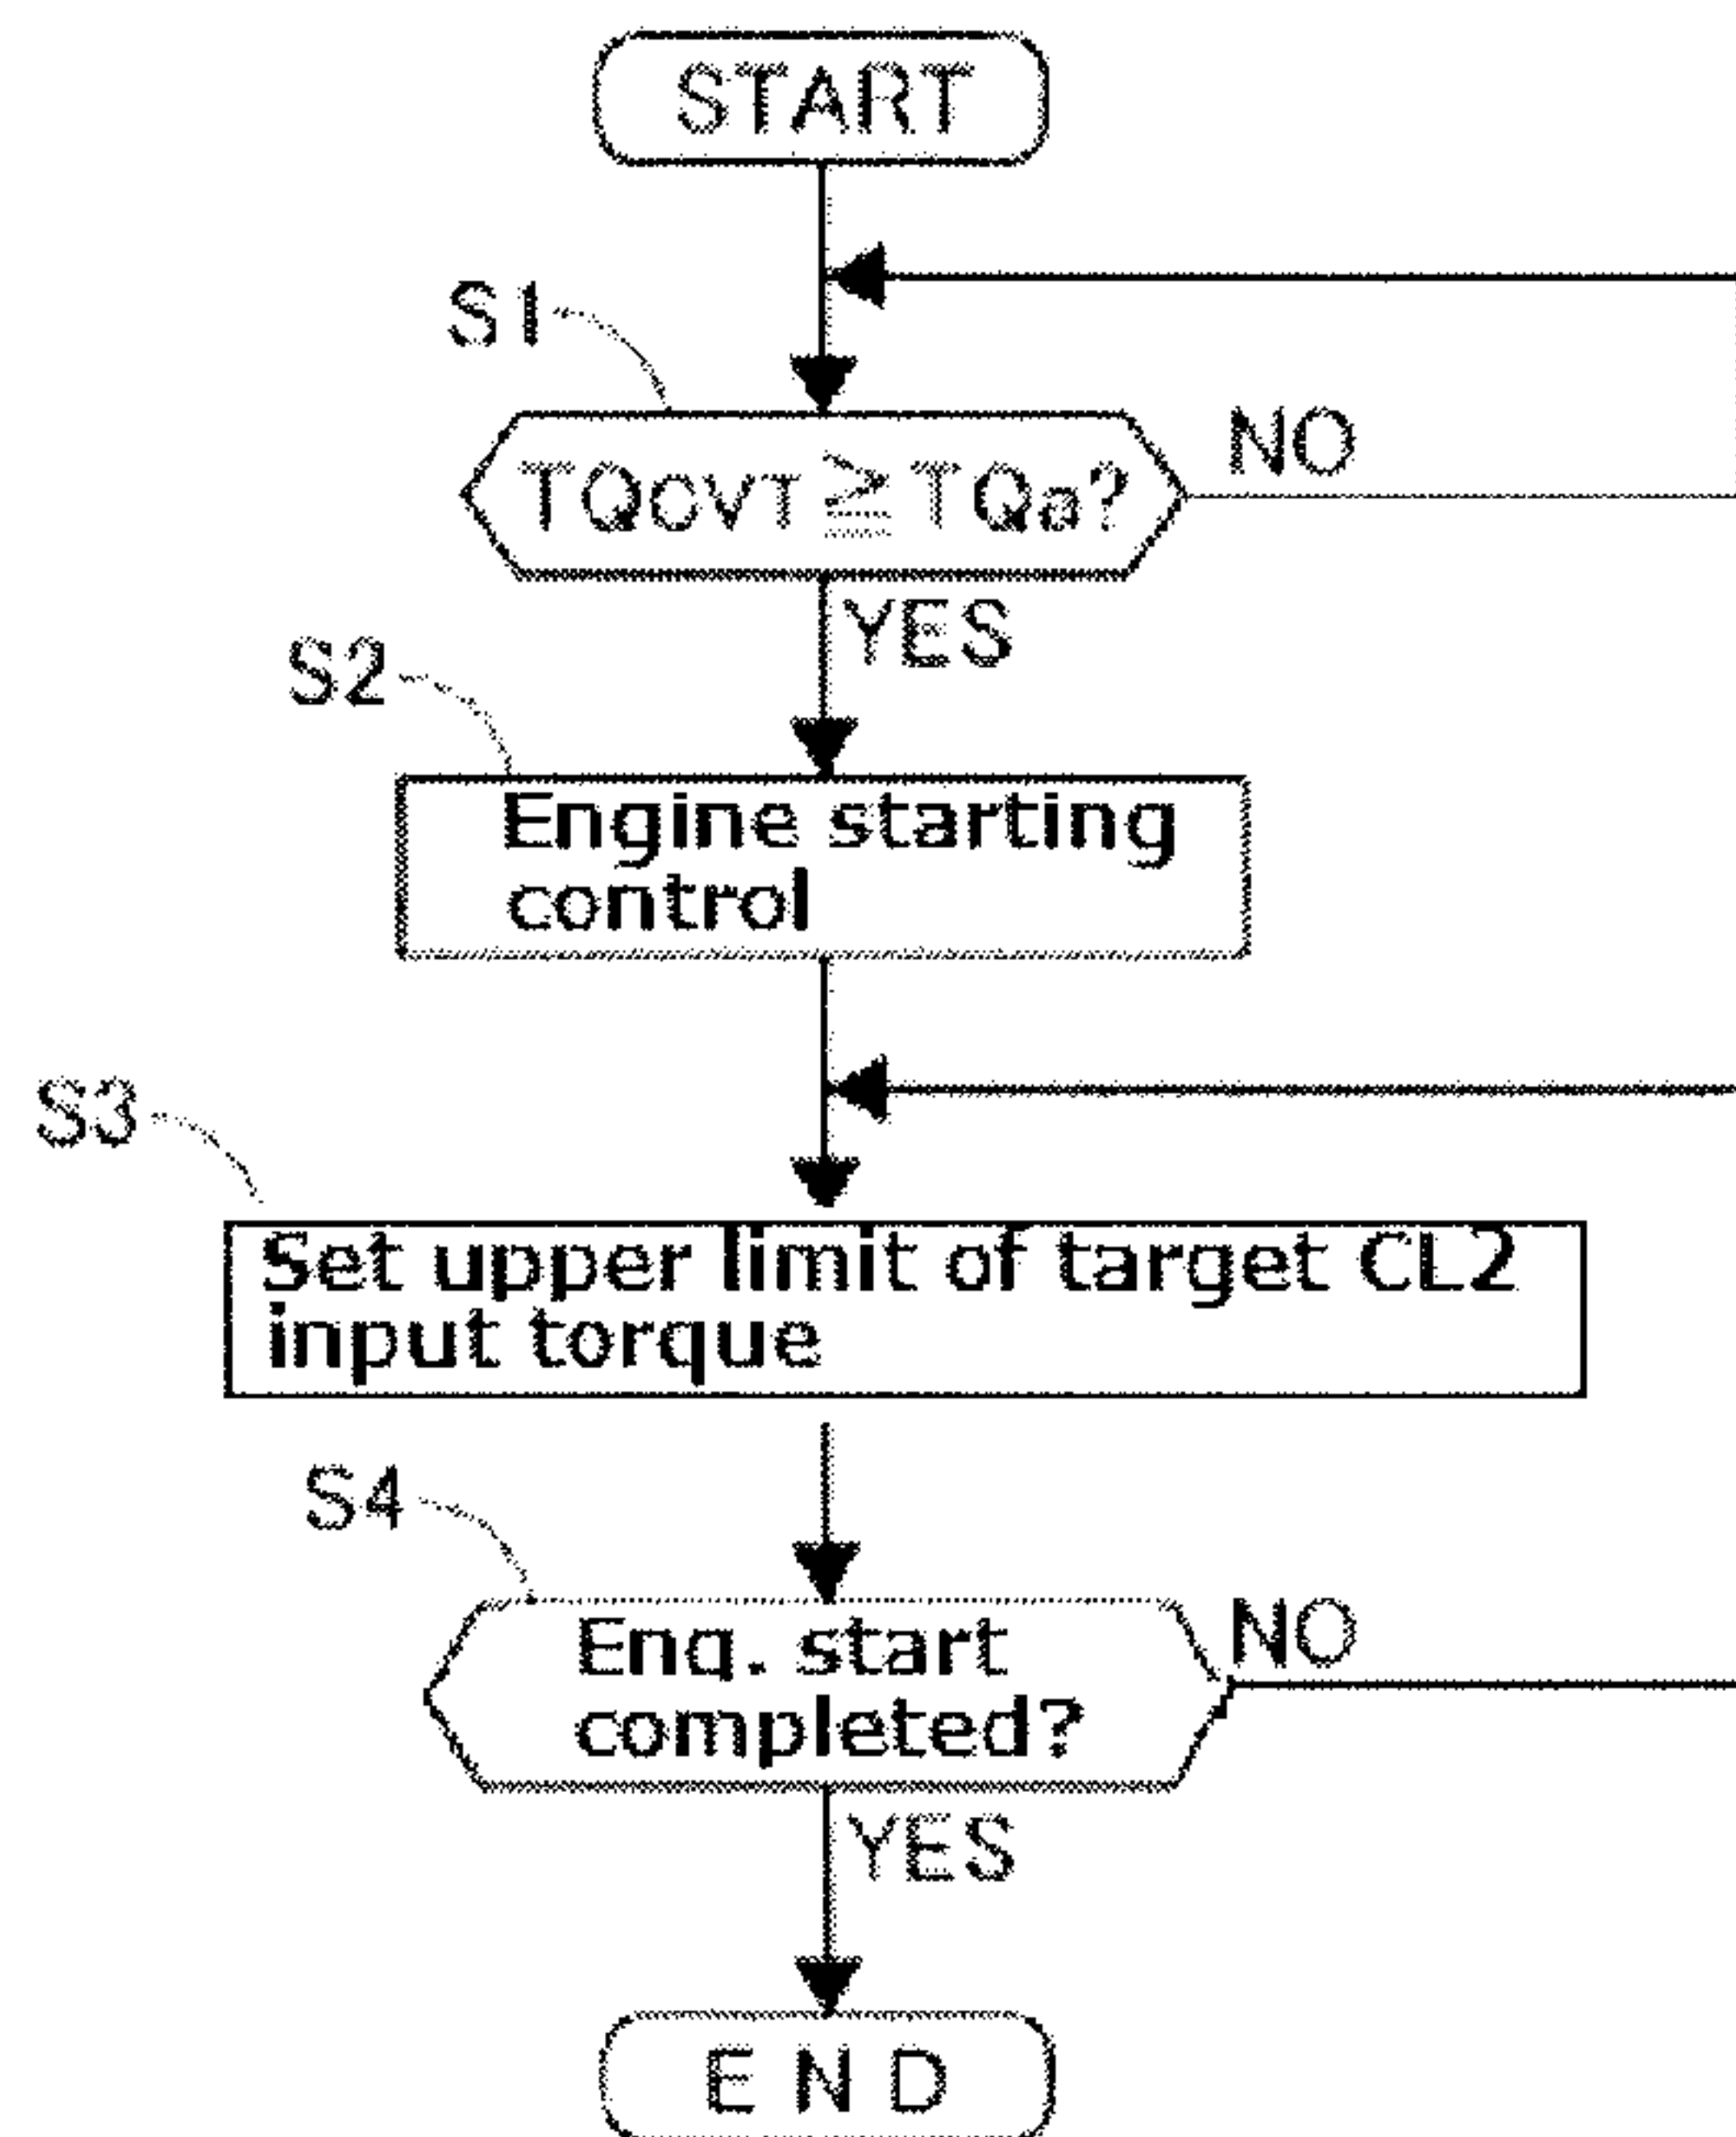 START
S1
TQCVT ≧ TQa?
NO
YES
S2
Engine starting
control
S3
Set upper limit of target CL2
input torque
S4
Enq. start
completed?
NO
YES
END